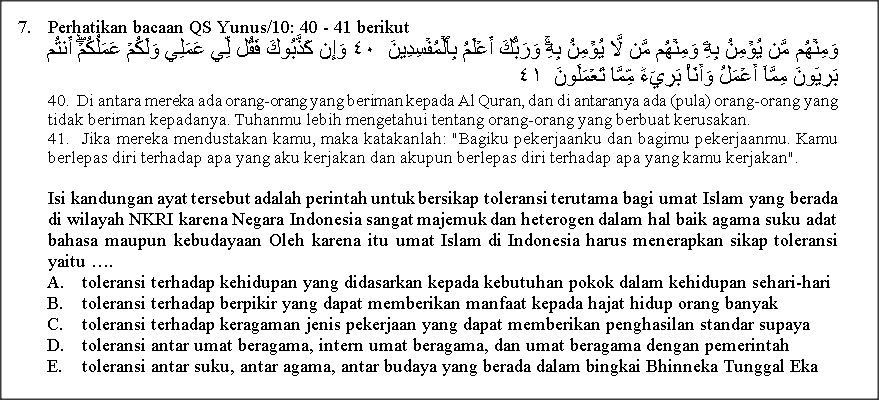 7. Perhatikan bacaan QS Yunus/10: 40 - 41 berikut
وَمِنْهُم مَّن يُؤْمِنُ بِهِۦ وَمِنْهُم مَّن لَّا يُؤْمِنُ بِهِۦۚ وَرَبُّكَ أَعْلَمُ بِٱلْمُفْسِدِينَ ٤٠ وَإِن كَذَّبُوكَ فَقُل لِّي عَمَلِي وَلَكُمْ عَمَلُكُمْۖ أَنتُم
بَرِيٓـُٔونَ مِمَّآ أَعْمَلُ وَأَنَا۠ بَرِيٓءٌ مِّمَّا تَعْمَلُونَ ٤١
40. Di antara mereka ada orang-orang yang beriman kepada Al Quran, dan di antaranya ada (pula) orang-orang yang
tidak beriman kepadanya. Tuhanmu lebih mengetahui tentang orang-orang yang berbuat kerusakan.
41. Jika mereka mendustakan kamu, maka katakanlah: "Bagiku pekerjaanku dan bagimu pekerjaanmu. Kamu
berlepas diri terhadap apa yang aku kerjakan dan akupun berlepas diri terhadap apa yang kamu kerjakan".
Isi kandungan ayat tersebut adalah perintah untuk bersikap toleransi terutama bagi umat Islam yang berada
di wilayah NKRI karena Negara Indonesia sangat majemuk dan heterogen dalam hal baik agama suku adat
bahasa maupun kebudayaan Oleh karena itu umat Islam di Indonesia harus menerapkan sikap toleransi
yaitu ….
A. toleransi terhadap kehidupan yang didasarkan kepada kebutuhan pokok dalam kehidupan sehari-hari
B. toleransi terhadap berpikir yang dapat memberikan manfaat kepada hajat hidup orang banyak
C. toleransi terhadap keragaman jenis pekerjaan yang dapat memberikan penghasilan standar supaya
D. toleransi antar umat beragama, intern umat beragama, dan umat beragama dengan pemerintah
E. toleransi antar suku, antar agama, antar budaya yang berada dalam bingkai Bhinneka Tunggal Eka